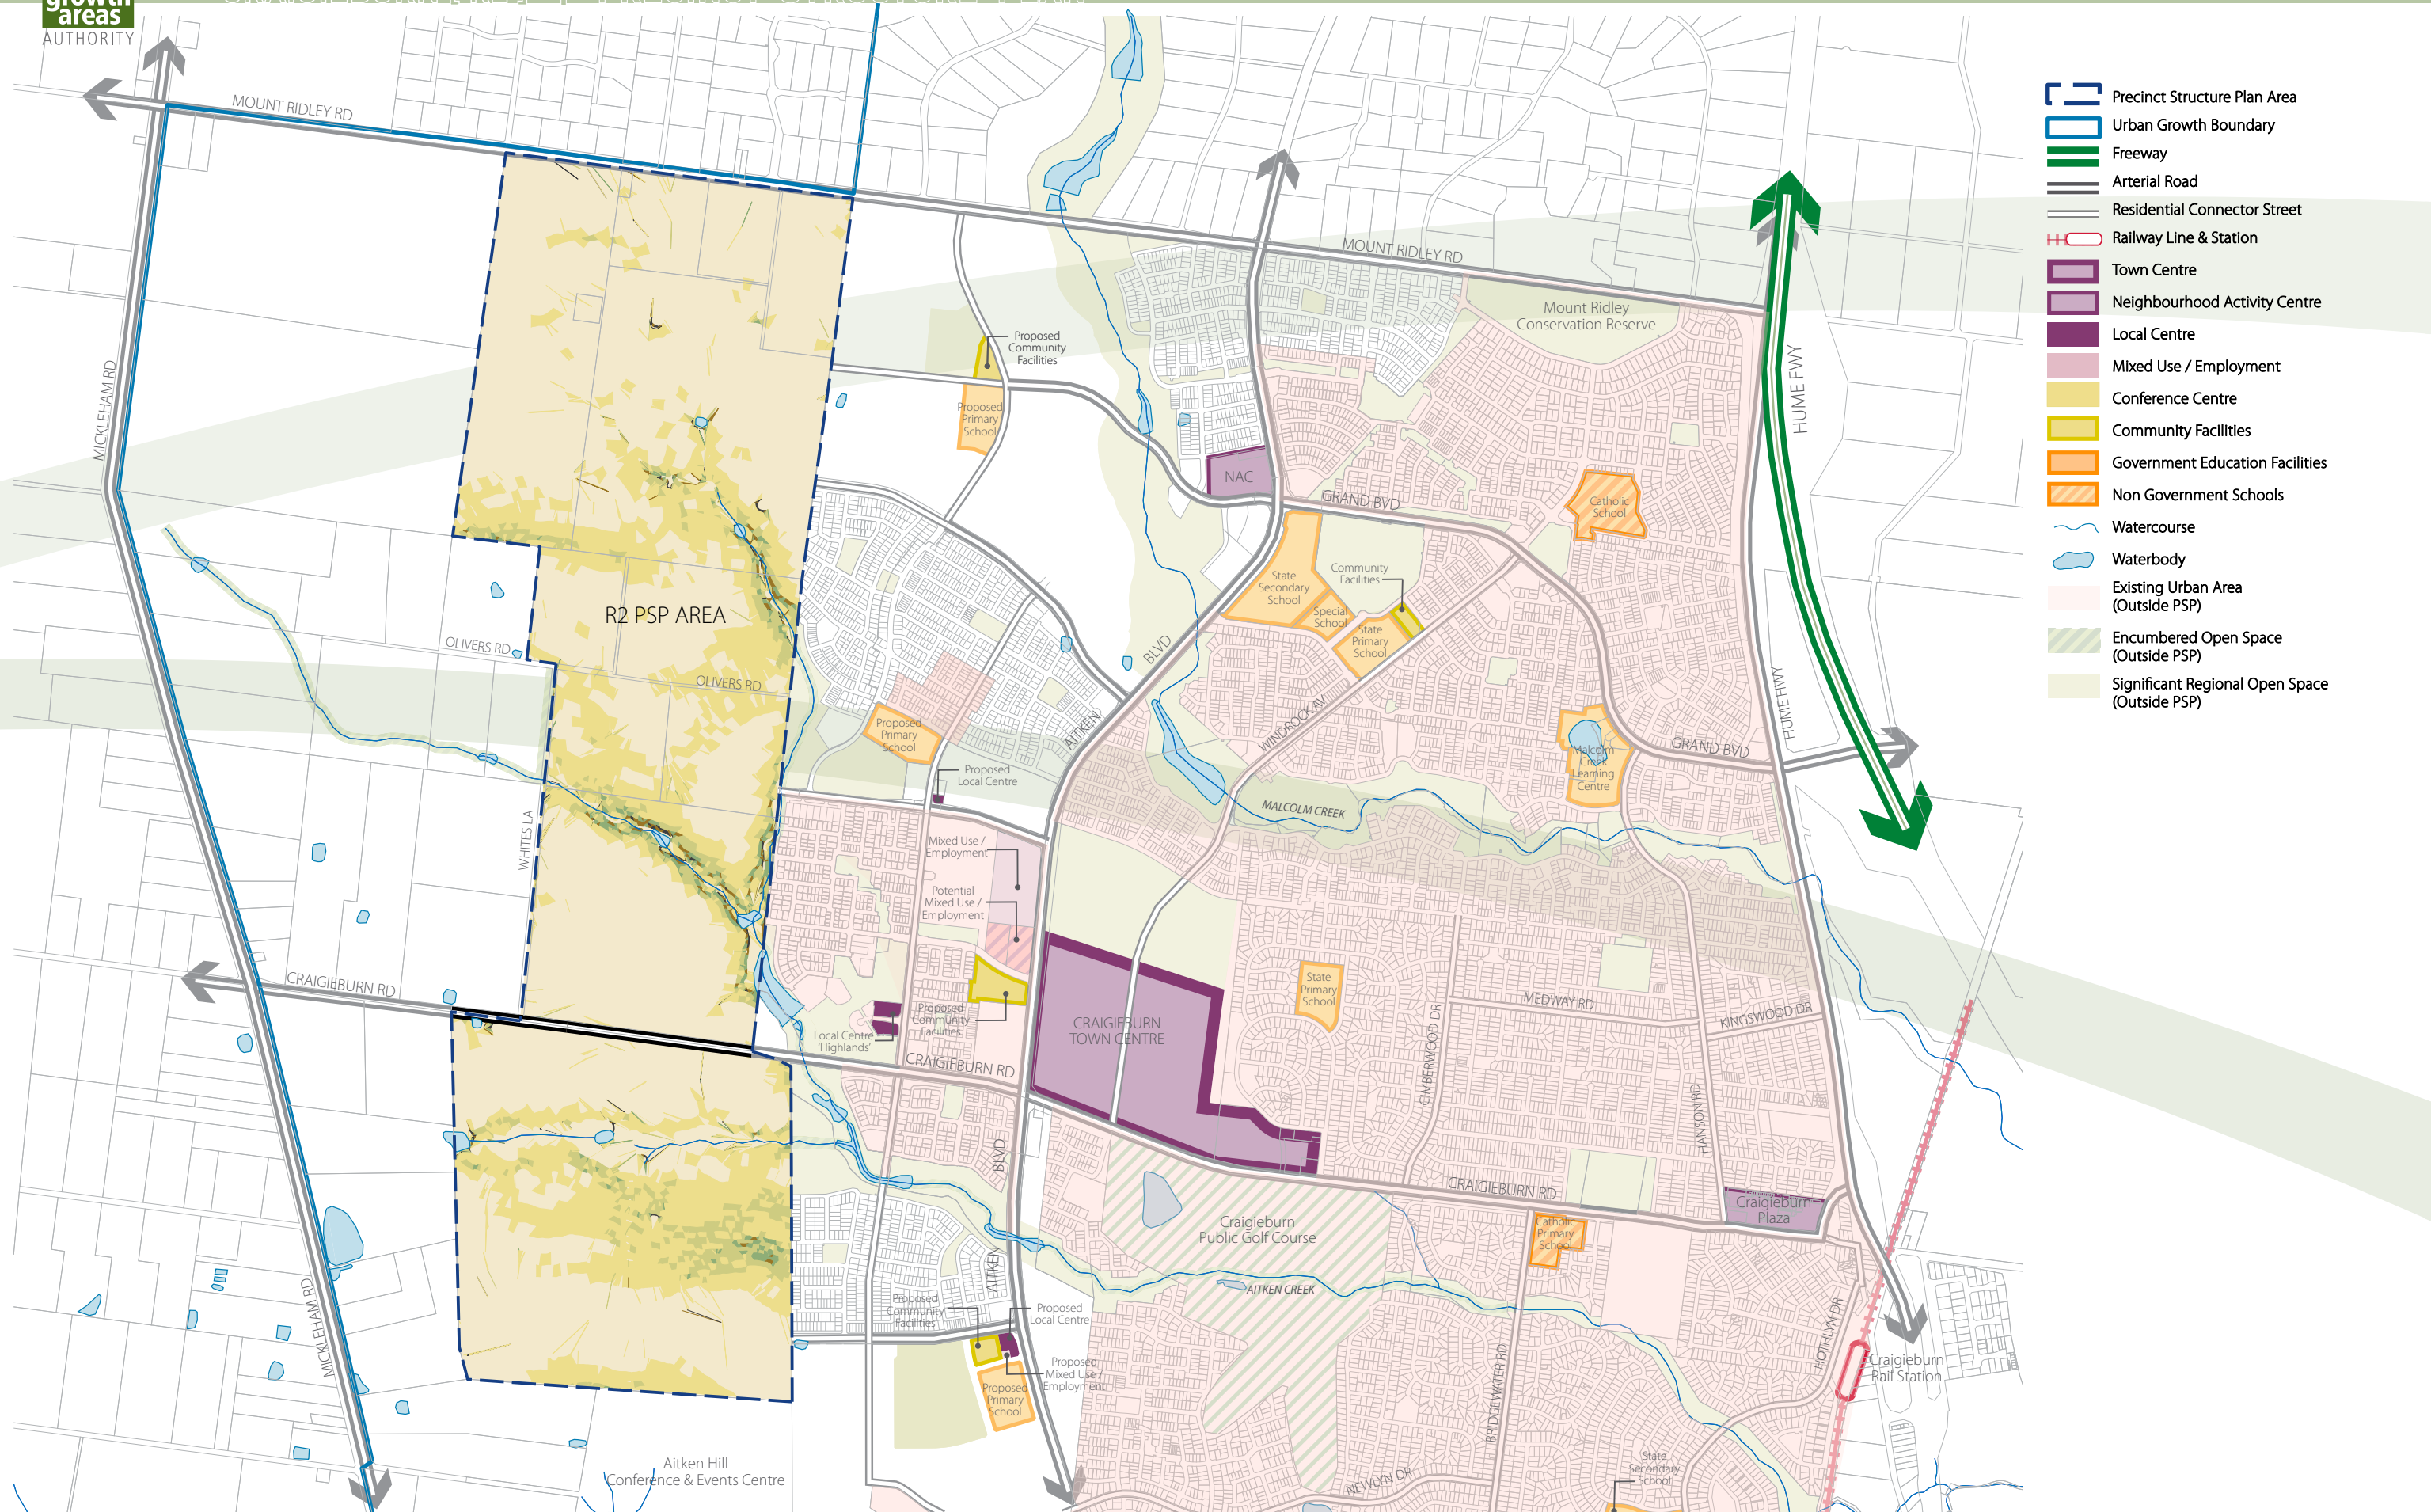 growth
areas
AUTHORITY
MOUNT RIDLEY RD
MICKLEHAM RD
MOUNT RIDLEY RD
Mount Ridley
Conservation Reserve
HUME FWY
Proposed
Community
Facilities
Proposed
Primary
School
NAC
GRAND BVD
Catholic
School
State
Secondary
School
Community
Facilities
Special
School
State
Primary
School
R2 PSP AREA
OLIVERS RD
OLIVERS RD
BLVD
AITKEN
WINDROCK AV
HUME HWY
GRAND BVD
Malcolm
Creek
Learning
Centre
Proposed
Primary
School
Proposed
Local Centre
MALCOLM CREEK
WHITES LA
Mixed Use /
Employment
Potential
Mixed Use /
Employment
CRAIGIEBURN RD
Proposed
Community
Facilities
Local Centre
'Highlands'
CRAIGIEBURN RD
CRAIGIEBURN
TOWN CENTRE
State
Primary
School
CIMBERWOOD DR
MEDWAY RD
KINGSWOOD DR
HANSON RD
BLVD
AITKEN
CRAIGIEBURN RD
Craigieburn
Plaza
Craigieburn
Public Golf Course
Catholic
Primary
School
AITKEN CREEK
MICKLEHAM RD
Proposed
Community
Facilities
Proposed
Local Centre
Proposed
Mixed Use /
Employment
Proposed
Primary
School
HOTHLYN DR
Craigieburn
Rail Station
BRIDGEWATER RD
Aitken Hill
Conference & Events Centre
NEWLYN DR
State
Secondary
School
Precinct Structure Plan Area
Urban Growth Boundary
Freeway
Arterial Road
Residential Connector Street
Railway Line & Station
Town Centre
Neighbourhood Activity Centre
Local Centre
Mixed Use / Employment
Conference Centre
Community Facilities
Government Education Facilities
Non Government Schools
Watercourse
Waterbody
Existing Urban Area
(Outside PSP)
Encumbered Open Space
(Outside PSP)
Significant Regional Open Space
(Outside PSP)